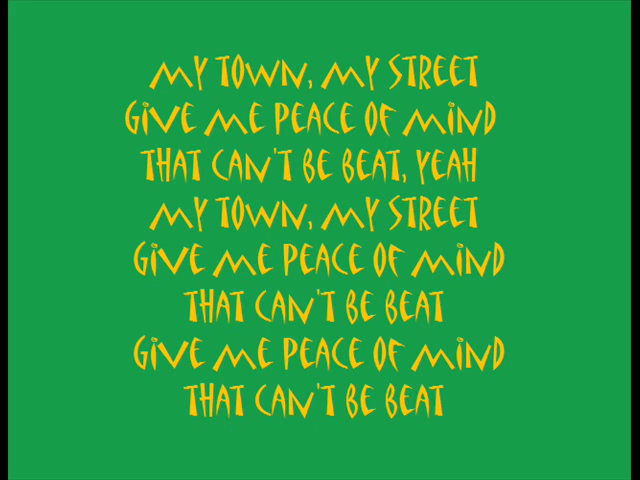 MY TOWN, MY STREET
GIVE ME PEACE OF MIND
THAT CAN'T BE BEAT, YEAH
MY TOWN, MY STREET
GIVE ME PEACE OF MIND
THAT CAN'T BE BEAT
GIVE ME PEACE OF MIND
THAT CAN'T BE BEAT